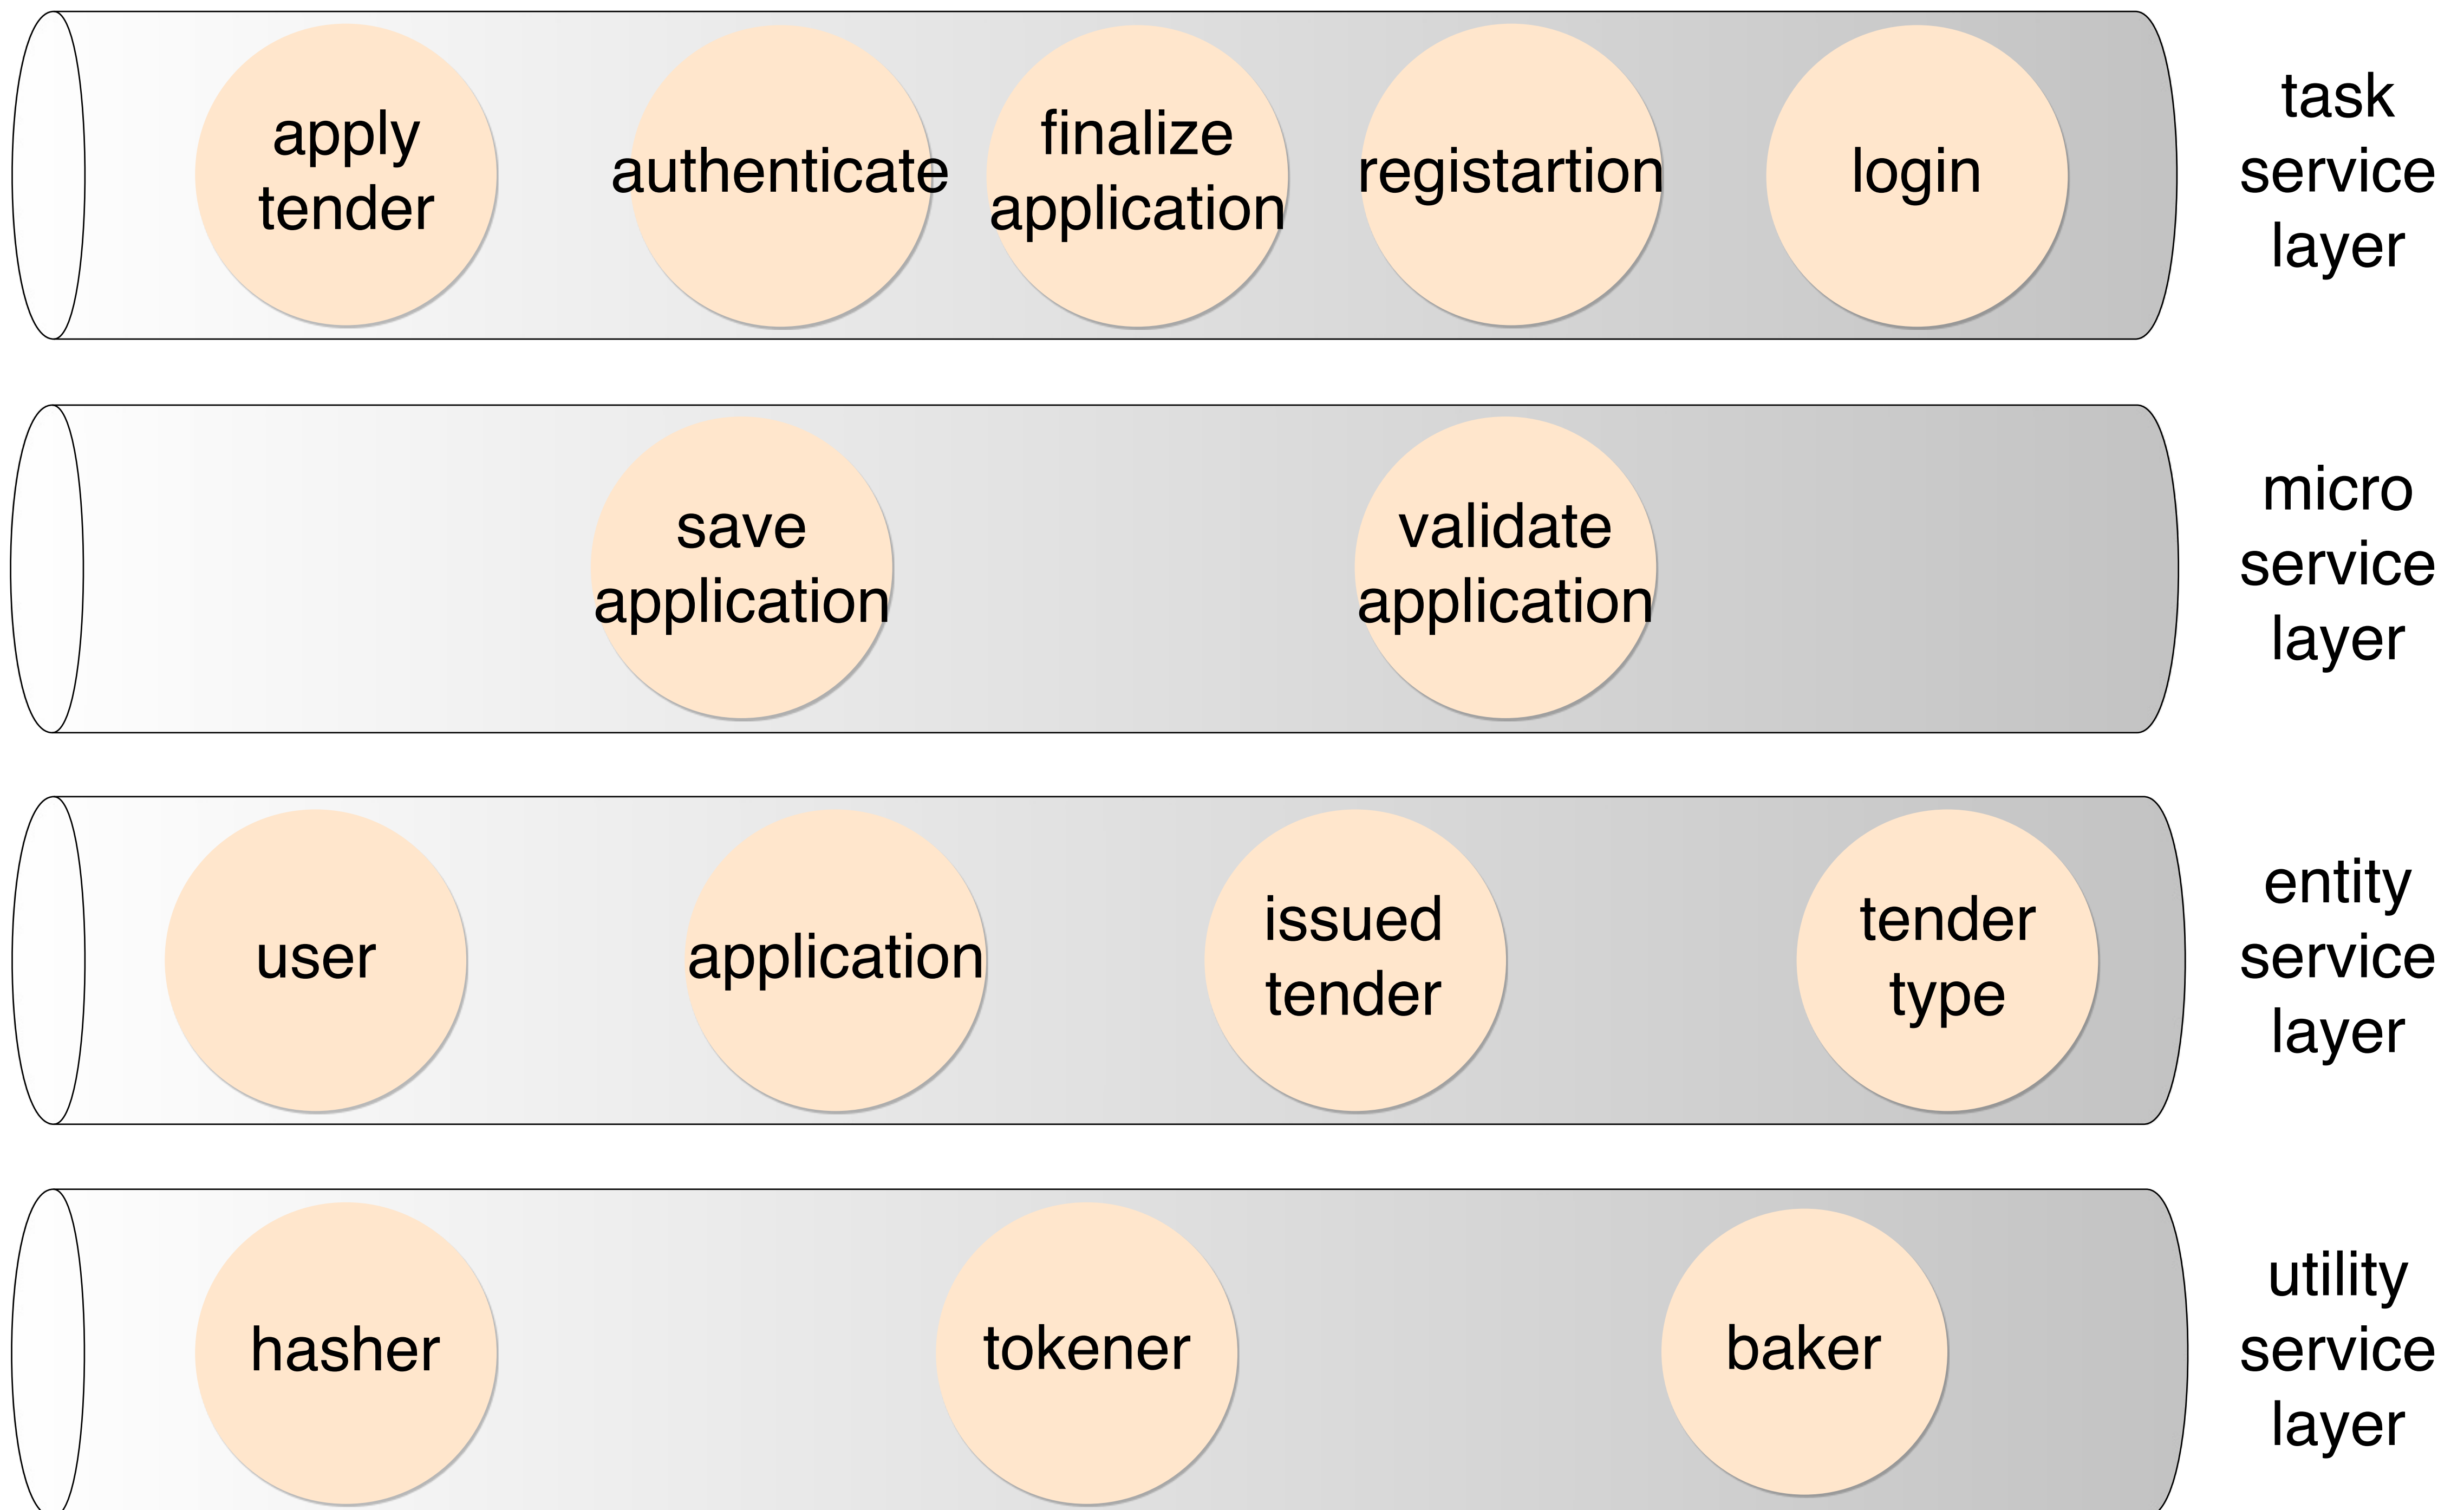 apply
tender
authenticate
finalize
application
registartion
login
task
service
layer
save
application
validate
application
micro
service
layer
user
application
issued
tender
tender
type
entity
service
layer
hasher
tokener
baker
utility
service
layer